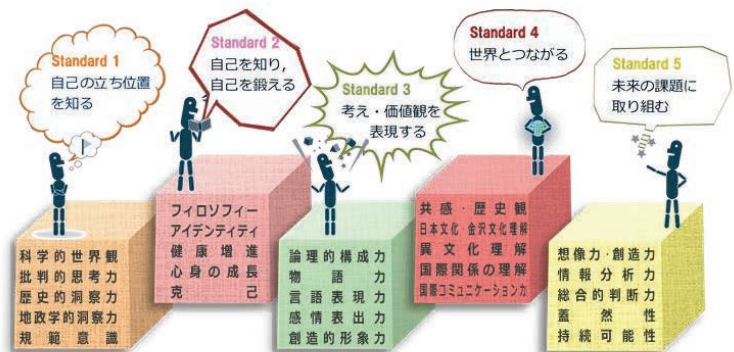 Standard 1
自己の立ち位置
を知る
Standard 2
自己を知り,
自己を鍛える
Standard 3
考え・価値観を
表現する
Standard 4
世界とつながる
Standard 5
未来の課題に
取り組む
科学的世界観
批判的思考力
歴史的洞察力
地政学的洞察力
規範意識
フィロソフィー
アイデンティティ
健康増進
心身の成長
克己
論理的構成力
物語力
言語表現力
感情表出力
創造的形象力
共感・歴史観
日本文化・金沢文化理解
異文化理解
国際関係の理解
国際コミュニケーション力
想像力・創造力
情報分析力
総合的判断力
蓋然性
持続可能性